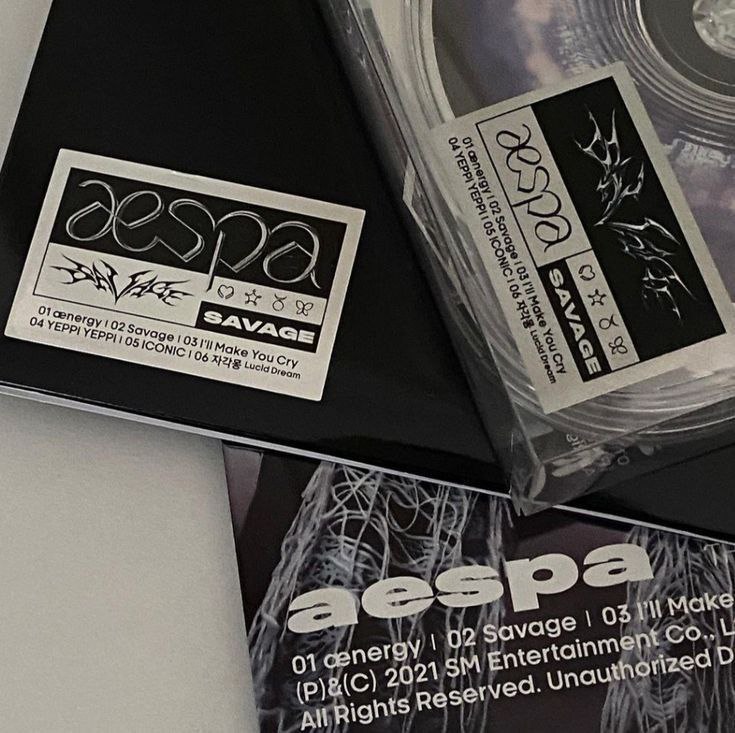 aespa
SAVAGE
SAVAGE
01 ænergy | 02 Savage | 03 I'll Make You Cry
04 YEPPI YEPPI | 05 ICONIC | 06 자각몽 Lucid Dream
aespa
SAVAGE
SAVAGE
01 ænergy | 02 Savage | 03 I'll Make You Cry
04 YEPPI YEPPI | 05 ICONIC | 06 자각몽 Lucid Dream
aespa
01 ænergy | 02 Savage | 03 I'll Make
(P)&(C) 2021 SM Entertainment Co., L
All Rights Reserved. Unauthorized D